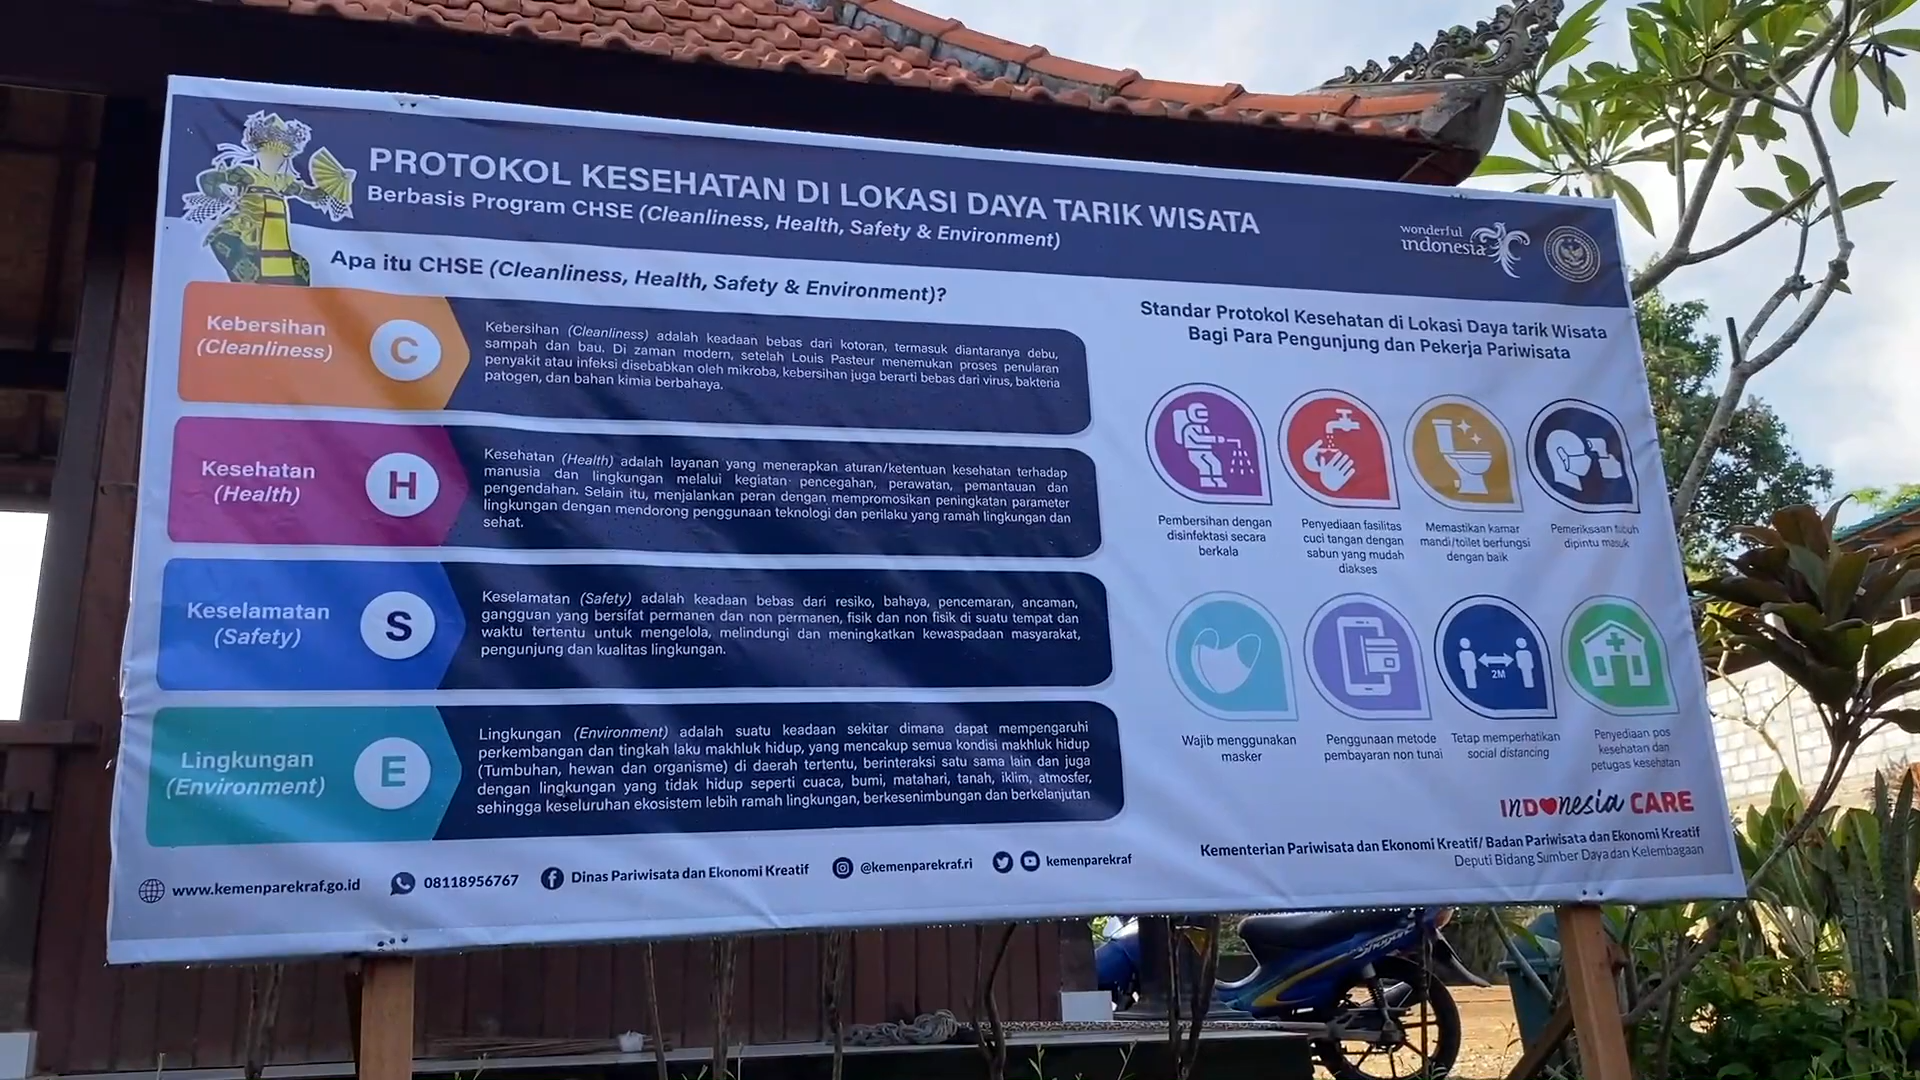 PROTOKOL KESEHATAN DI LOKASI DAYA TARIK WISATA
Berbasis Program CHSE (Cleanliness, Health, Safety & Environment)
wonderful
indonesia
Apa itu CHSE (Cleanliness, Health, Safety & Environment)?
Kebersihan
(Cleanliness)
C
Kebersihan (Cleanliness) adalah keadaan bebas dari kotoran, termasuk diantaranya debu,
sampah dan bau. Di zaman modern, setelah Louis Pasteur menemukan proses penularan
penyakit atau infeksi disebabkan oleh mikroba, kebersihan juga berarti bebas dari virus, bakteria
patogen, dan bahan kimia berbahaya.
Kesehatan
(Health)
H
Kesehatan (Health) adalah layanan yang menerapkan aturan/ketentuan kesehatan terhadap
manusia dan lingkungan melalui kegiatan pencegahan, perawatan, pemantauan dan
pengendahan. Selain itu, menjalankan peran dengan mempromosikan peningkatan parameter
lingkungan dengan mendorong penggunaan teknologi dan perilaku yang ramah lingkungan dan
sehat.
Keselamatan
(Safety)
S
Keselamatan (Safety) adalah keadaan bebas dari resiko, bahaya, pencemaran, ancaman,
gangguan yang bersifat permanen dan non permanen, fisik dan non fisik di suatu tempat dan
waktu tertentu untuk mengelola, melindungi dan meningkatkan kewaspadaan masyarakat,
pengunjung dan kualitas lingkungan.
Lingkungan
(Environment)
E
Lingkungan (Environment) adalah suatu keadaan sekitar dimana dapat mempengaruhi
perkembangan dan tingkah laku makhluk hidup, yang mencakup semua kondisi makhluk hidup
(Tumbuhan, hewan dan organisme) di daerah tertentu, berinteraksi satu sama lain dan juga
dengan lingkungan yang tidak hidup seperti cuaca, bumi, matahari, tanah, iklim, atmosfer,
sehingga keseluruhan ekosistem lebih ramah lingkungan, berkesenimbungan dan berkelanjutan
Standar Protokol Kesehatan di Lokasi Daya tarik Wisata
Bagi Para Pengunjung dan Pekerja Pariwisata
Pembersihan dengan
disinfektasi secara
berkala
Penyediaan fasilitas
cuci tangan dengan
sabun yang mudah
diakses
Memastikan kamar
mandi/toilet berfungsi
dengan baik
Pemeriksaan tubuh
dipintu masuk
Wajib menggunakan
masker
Penggunaan metode
pembayaran non tunai
2M
Tetap memperhatikan
social distancing
Penyediaan pos
kesehatan dan
petugas kesehatan
INDONesia CARE
Kementerian Pariwisata dan Ekonomi Kreatif/ Badan Pariwisata dan Ekonomi Kreatif
Deputi Bidang Sumber Daya dan Kelembagaan
www.kemenparekraf.go.id
08118956767
Dinas Pariwisata dan Ekonomi Kreatif
@kemenparekraf.ri
kemenparekraf